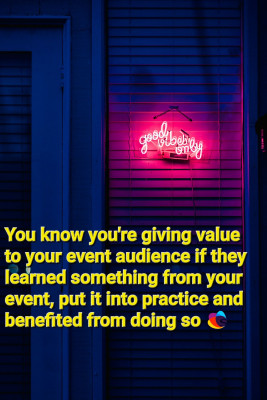 good vibes only
You know you're giving value
to your event audience if they
learned something from your
event, put it into practice and
benefited from doing so